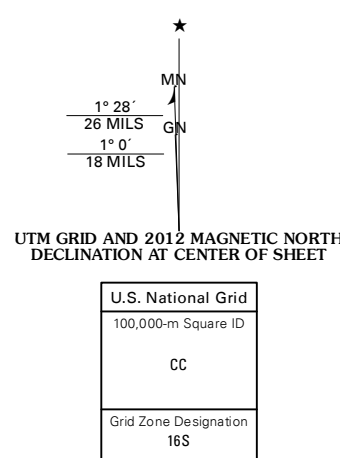 ★
MN
1° 28´
26 MILS
GN
1° 0´
18 MILS
UTM GRID AND 2012 MAGNETIC NORTH
DECLINATION AT CENTER OF SHEET
U.S. National Grid
100,000-m Square ID
CC
Grid Zone Designation
16S